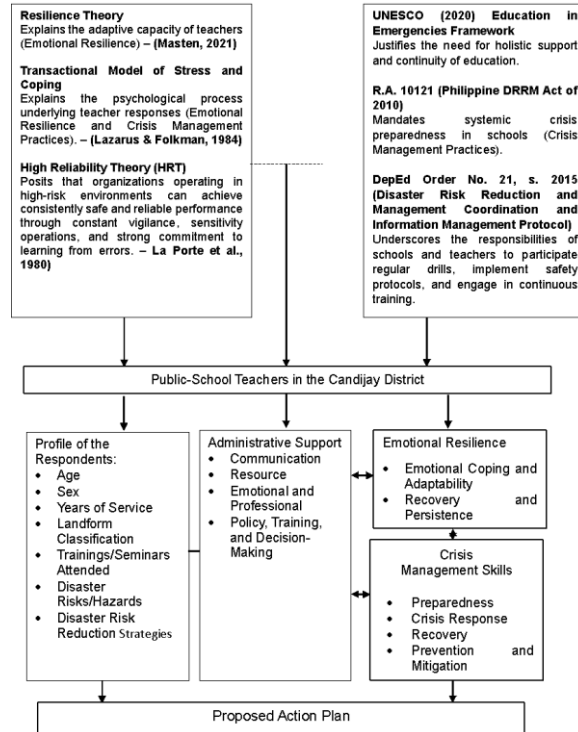 Resilience Theory
Explains the adaptive capacity of teachers
(Emotional Resilience) – (Masten, 2021)
Transactional Model of Stress and
Coping
Explains the psychological process
underlying teacher responses (Emotional
Resilience and Crisis Management
Practices). – (Lazarus & Folkman, 1984)
High Reliability Theory (HRT)
Posits that organizations operating in
high-risk environments can achieve
consistently safe and reliable performance
through constant vigilance, sensitivity
operations, and strong commitment to
learning from errors. – La Porte et al.,
1980)
UNESCO (2020) Education in
Emergencies Framework
Justifies the need for holistic support
and continuity of education.
R.A. 10121 (Philippine DRRM Act of
2010)
Mandates systemic crisis
preparedness in schools (Crisis
Management Practices).
DepEd Order No. 21, s. 2015
(Disaster Risk Reduction and
Management Coordination and
Information Management Protocol)
Underscores the responsibilities of
schools and teachers to participate
regular drills, implement safety
protocols, and engage in continuous
training.
Public-School Teachers in the Candijay District
Profile of the
Respondents:
• Age
• Sex
• Years of Service
• Landform
Classification
• Trainings/Seminars
Attended
• Disaster
Risks/Hazards
• Disaster Risk
Reduction Strategies
Administrative Support
• Communication
• Resource
• Emotional and
Professional
• Policy, Training,
and Decision-
Making
Emotional Resilience
• Emotional Coping and
Adaptability
• Recovery and
Persistence
Crisis
Management Skills
• Preparedness
• Crisis Response
• Recovery
• Prevention and
Mitigation
Proposed Action Plan